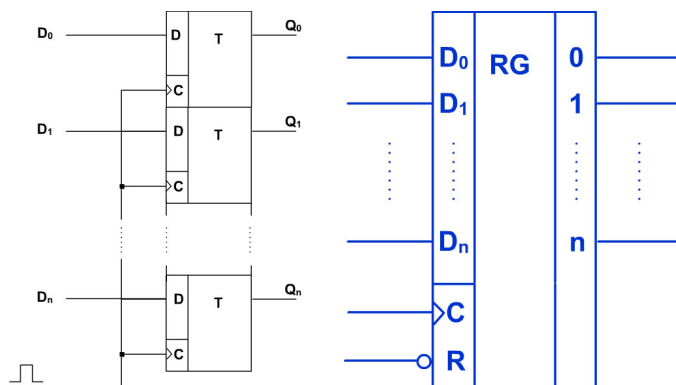 D₀ D T Q₀
C
D₁ D T Q₁
C
Dₙ D T Qₙ
C
D₀ RG 0
D₁ 1
Dₙ n
C
R